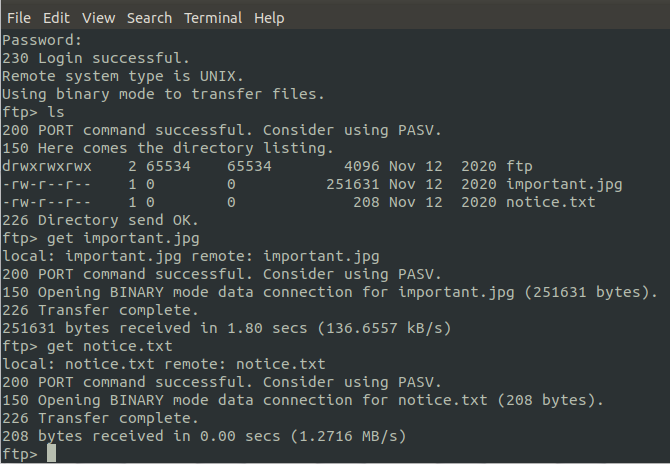 File Edit View Search Terminal Help
Password:
230 Login successful.
Remote system type is UNIX.
Using binary mode to transfer files.
ftp> ls
200 PORT command successful. Consider using PASV.
150 Here comes the directory listing.
drwxrwxrwx    2 65534    65534        4096 Nov 12  2020 ftp
-rw-r--r--    1 0        0          251631 Nov 12  2020 important.jpg
-rw-r--r--    1 0        0             208 Nov 12  2020 notice.txt
226 Directory send OK.
ftp> get important.jpg
local: important.jpg remote: important.jpg
200 PORT command successful. Consider using PASV.
150 Opening BINARY mode data connection for important.jpg (251631 bytes).
226 Transfer complete.
251631 bytes received in 1.80 secs (136.6557 kB/s)
ftp> get notice.txt
local: notice.txt remote: notice.txt
200 PORT command successful. Consider using PASV.
150 Opening BINARY mode data connection for notice.txt (208 bytes).
226 Transfer complete.
208 bytes received in 0.00 secs (1.2716 MB/s)
ftp>